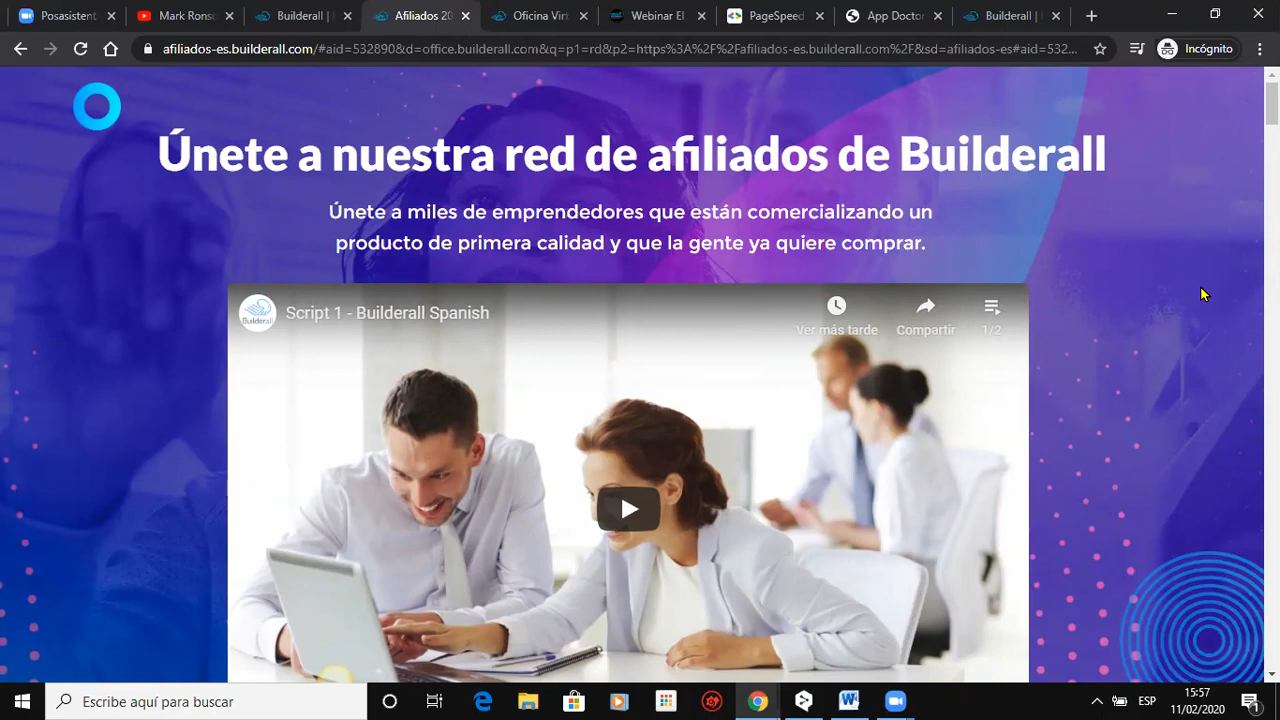 Posasistent
Mark Rons
Builderall |
Afiliados 20
Oficina Virt
Webinar El
PageSpeed
App Doctor
Builderall |
afiliados-es.builderall.com/#aid=532890&d=office.builderall.com&q=p1=rd&p2=https%3A%2F%2Fafiliados-es.builderall.com%2F&sd=afiliados-es#aid=532...
Incógnito
Únete a nuestra red de afiliados de Builderall
Únete a miles de emprendedores que están comercializando un
producto de primera calidad y que la gente ya quiere comprar.
Builderall
Script 1 - Builderall Spanish
Ver más tarde
Compartir
1/2
Escribe aquí para buscar
ESP
15:57
11/02/2020
1